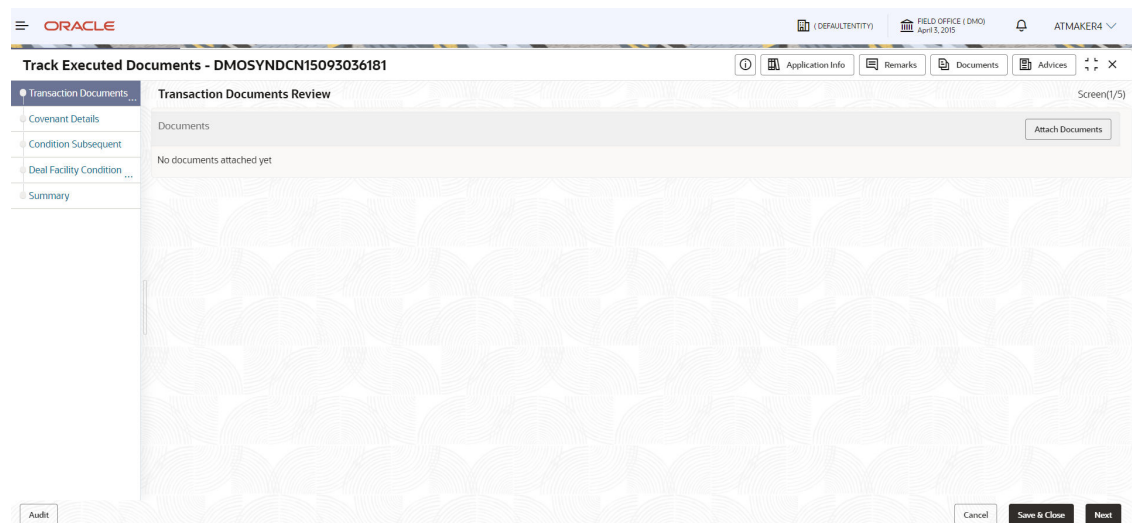 ORACLE
( DEFAULTENTITY)
FIELD OFFICE ( DMO)
April 3, 2015
ATMAKER4
Track Executed Documents - DMOSYNDCN15093036181
Application Info
Remarks
Documents
Advices
Transaction Documents ...
Transaction Documents Review
Screen(1/5)
Covenant Details
Documents
Attach Documents
Condition Subsequent
No documents attached yet
Deal Facility Condition ...
Summary
Audit
Cancel
Save & Close
Next